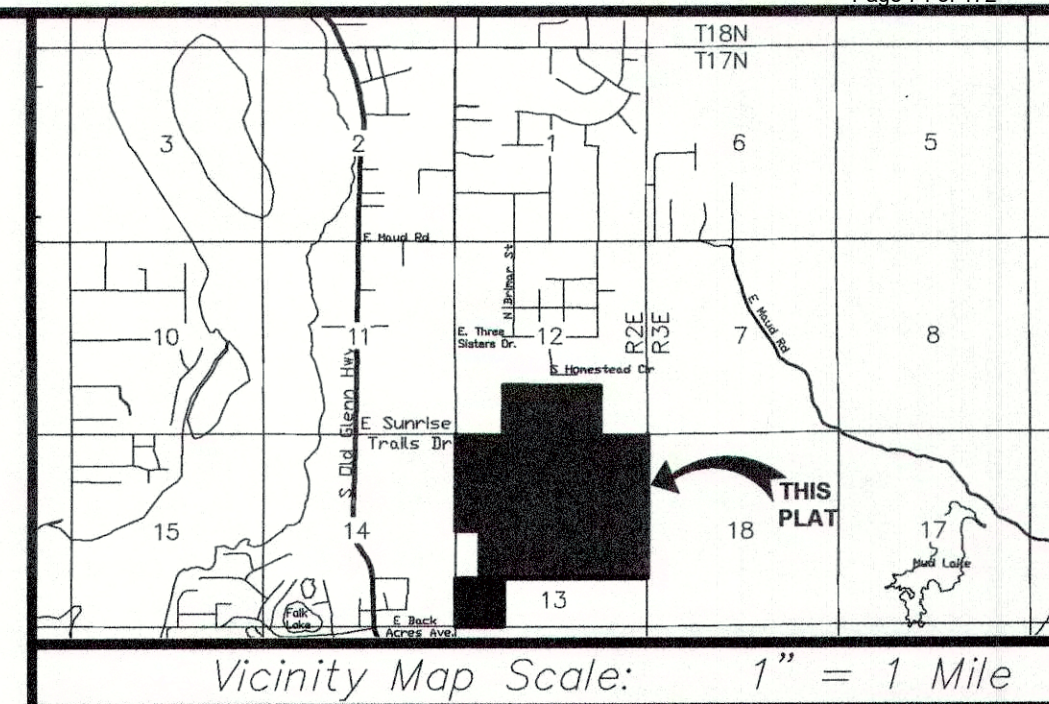 T18N
T17N
3
2
1
6
5
E Maud Rd
N Brimar St
10
11
E. Three
Sisters Dr.
12
R2E
R3E
7
8
E Maud Rd
S Homestead Cir
S Old Glenn Hwy
E Sunrise
Trails Dr
THIS
PLAT
15
14
18
17
Mud Lake
13
Falk
Lake
E Back
Acres Ave.
Vicinity Map Scale: 1" = 1 Mile